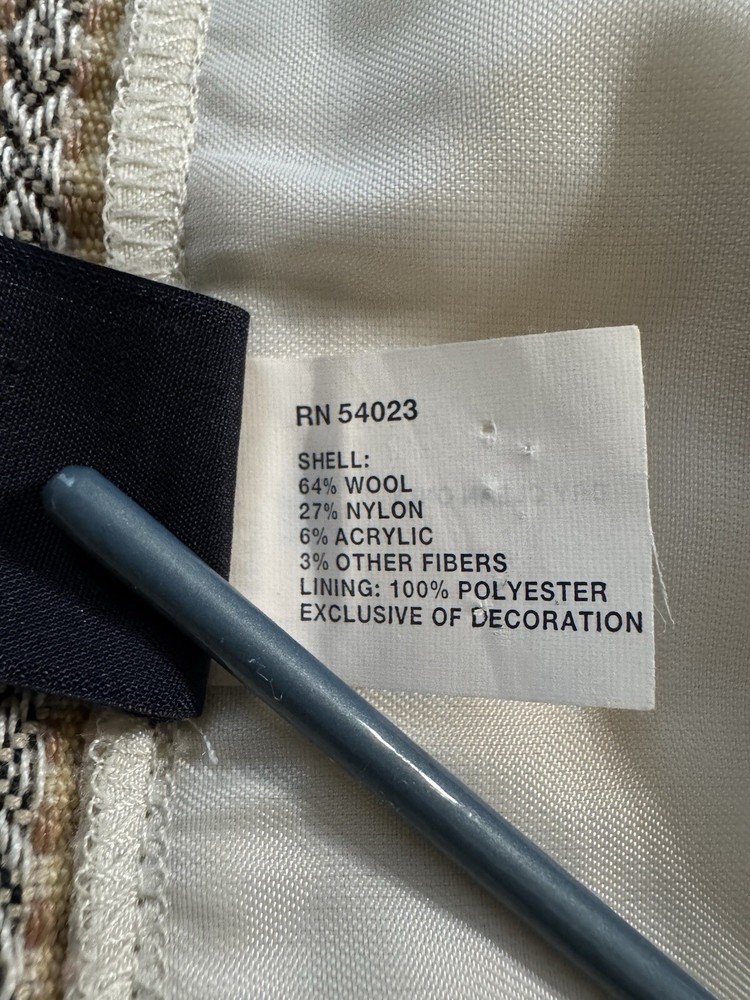 RN 54023
SHELL:
64% WOOL
27% NYLON
6% ACRYLIC
3% OTHER FIBERS
LINING: 100% POLYESTER
EXCLUSIVE OF DECORATION